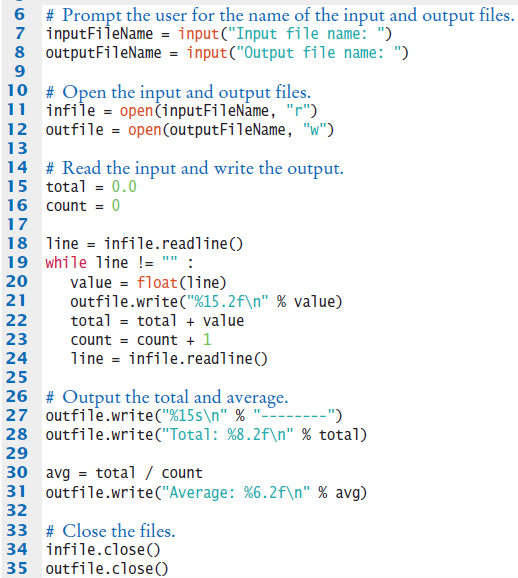 6 # Prompt the user for the name of the input and output files.
7 inputFileName = input("Input file name: ")
8 outputFileName = input("Output file name: ")
9
10 # Open the input and output files.
11 infile = open(inputFileName, "r")
12 outfile = open(outputFileName, "w")
13
14 # Read the input and write the output.
15 total = 0.0
16 count = 0
17
18 line = infile.readline()
19 while line != "" :
20    value = float(line)
21    outfile.write("%15.2f\n" % value)
22    total = total + value
23    count = count + 1
24    line = infile.readline()
25
26 # Output the total and average.
27 outfile.write("%15s\n" % "--------")
28 outfile.write("Total: %8.2f\n" % total)
29
30 avg = total / count
31 outfile.write("Average: %6.2f\n" % avg)
32
33 # Close the files.
34 infile.close()
35 outfile.close()